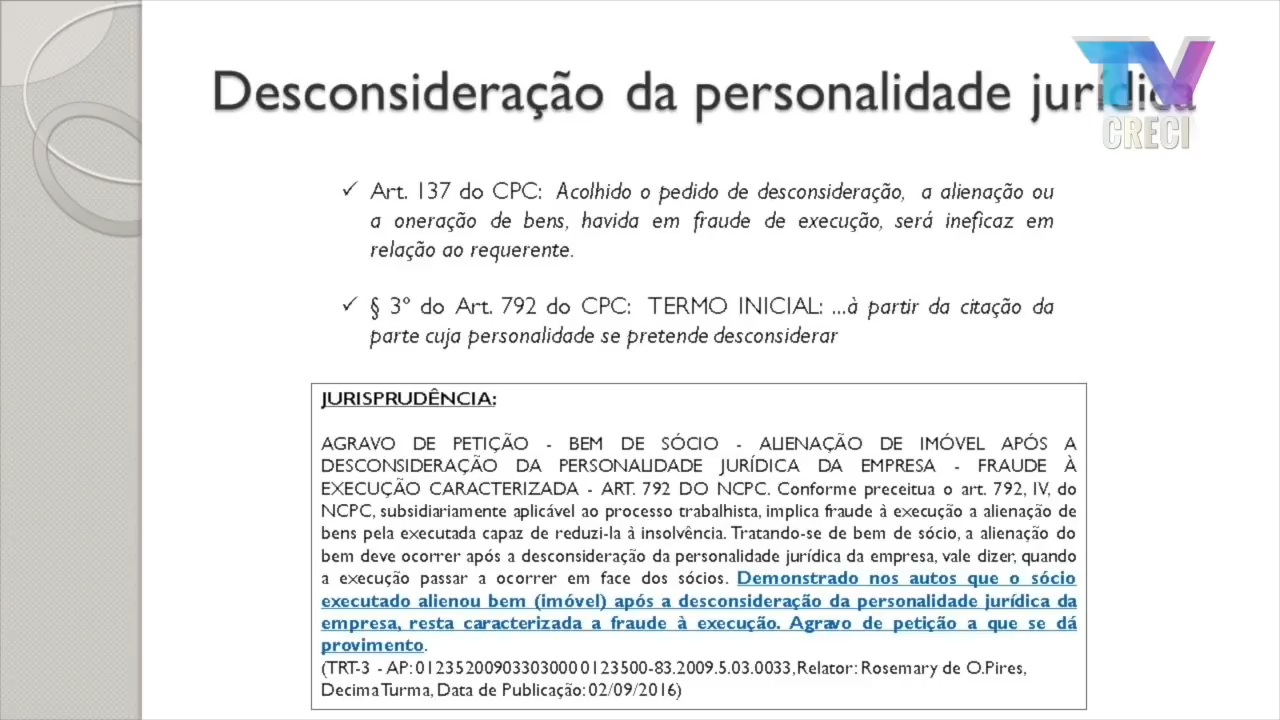 Desconsideração da personalidade jurídica
TV
CRECI
✓ Art. 137 do CPC: Acolhido o pedido de desconsideração, a alienação ou
a oneração de bens, havida em fraude de execução, será ineficaz em
relação ao requerente.
✓ § 3º do Art. 792 do CPC: TERMO INICIAL: ...à partir da citação da
parte cuja personalidade se pretende desconsiderar
JURISPRUDÊNCIA:
AGRAVO DE PETIÇÃO - BEM DE SÓCIO - ALIENAÇÃO DE IMÓVEL APÓS A
DESCONSIDERAÇÃO DA PERSONALIDADE JURÍDICA DA EMPRESA - FRAUDE À
EXECUÇÃO CARACTERIZADA - ART. 792 DO NCPC. Conforme preceitua o art. 792, IV, do
NCPC, subsidiariamente aplicável ao processo trabalhista, implica fraude à execução a alienação de
bens pela executada capaz de reduzi-la à insolvência. Tratando-se de bem de sócio, a alienação do
bem deve ocorrer após a desconsideração da personalidade jurídica da empresa, vale dizer, quando
a execução passar a ocorrer em face dos sócios. Demonstrado nos autos que o sócio
executado alienou bem (imóvel) após a desconsideração da personalidade jurídica da
empresa, resta caracterizada a fraude à execução. Agravo de petição a que se dá
provimento.
(TRT-3 - AP: 01235200903303000 0123500-83.2009.5.03.0033, Relator: Rosemary de O.Pires,
Decima Turma, Data de Publicação: 02/09/2016)